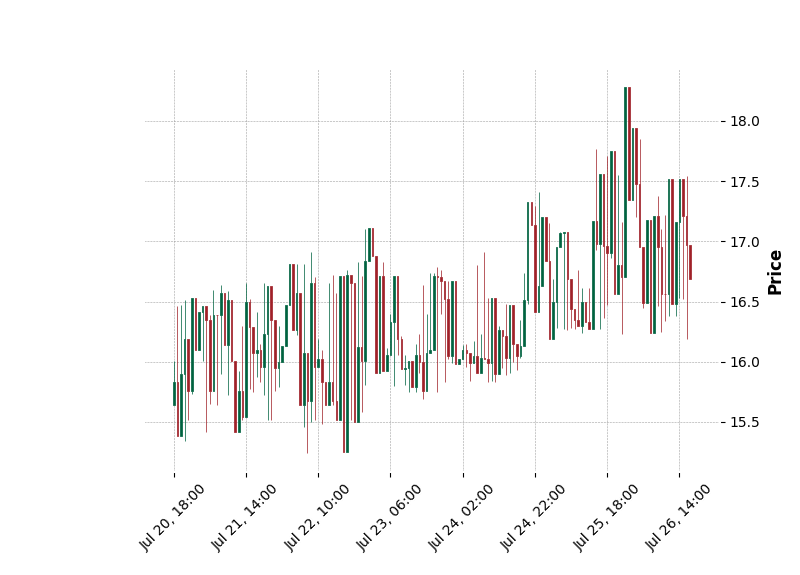 18.0
17.5
17.0
16.5
16.0
15.5
Price
Jul 20, 18:00
Jul 21, 14:00
Jul 22, 10:00
Jul 23, 06:00
Jul 24, 02:00
Jul 24, 22:00
Jul 25, 18:00
Jul 26, 14:00